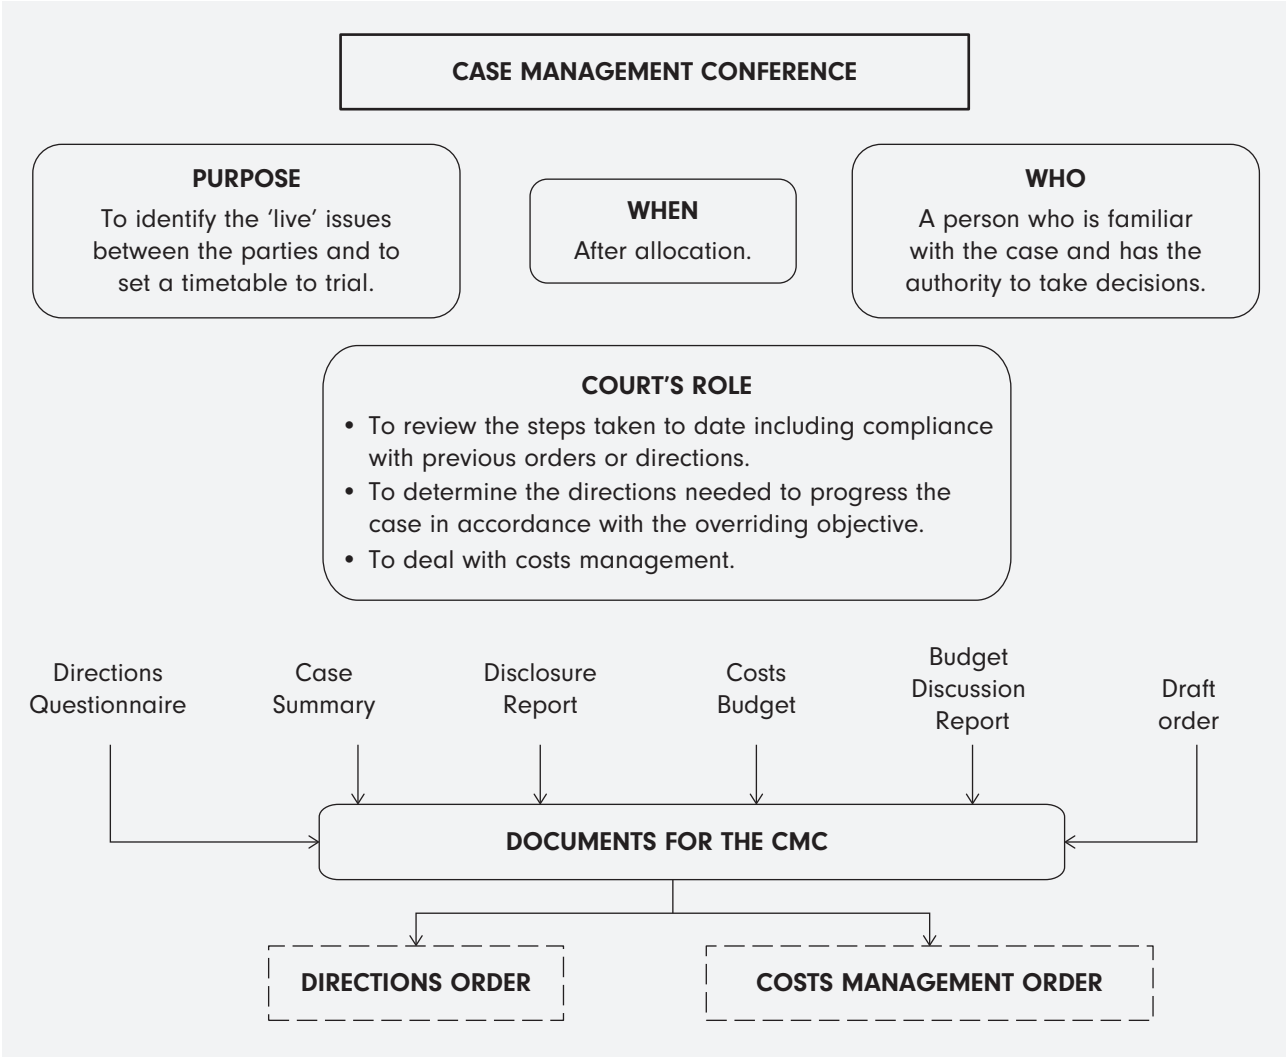 CASE MANAGEMENT CONFERENCE
PURPOSE
To identify the ‘live’ issues
between the parties and to
set a timetable to trial.
WHEN
After allocation.
WHO
A person who is familiar
with the case and has the
authority to take decisions.
COURT’S ROLE
• To review the steps taken to date including compliance
with previous orders or directions.
• To determine the directions needed to progress the
case in accordance with the overriding objective.
• To deal with costs management.
Directions
Questionnaire
Case
Summary
Disclosure
Report
Costs
Budget
Budget
Discussion
Report
Draft
order
DOCUMENTS FOR THE CMC
DIRECTIONS ORDER
COSTS MANAGEMENT ORDER